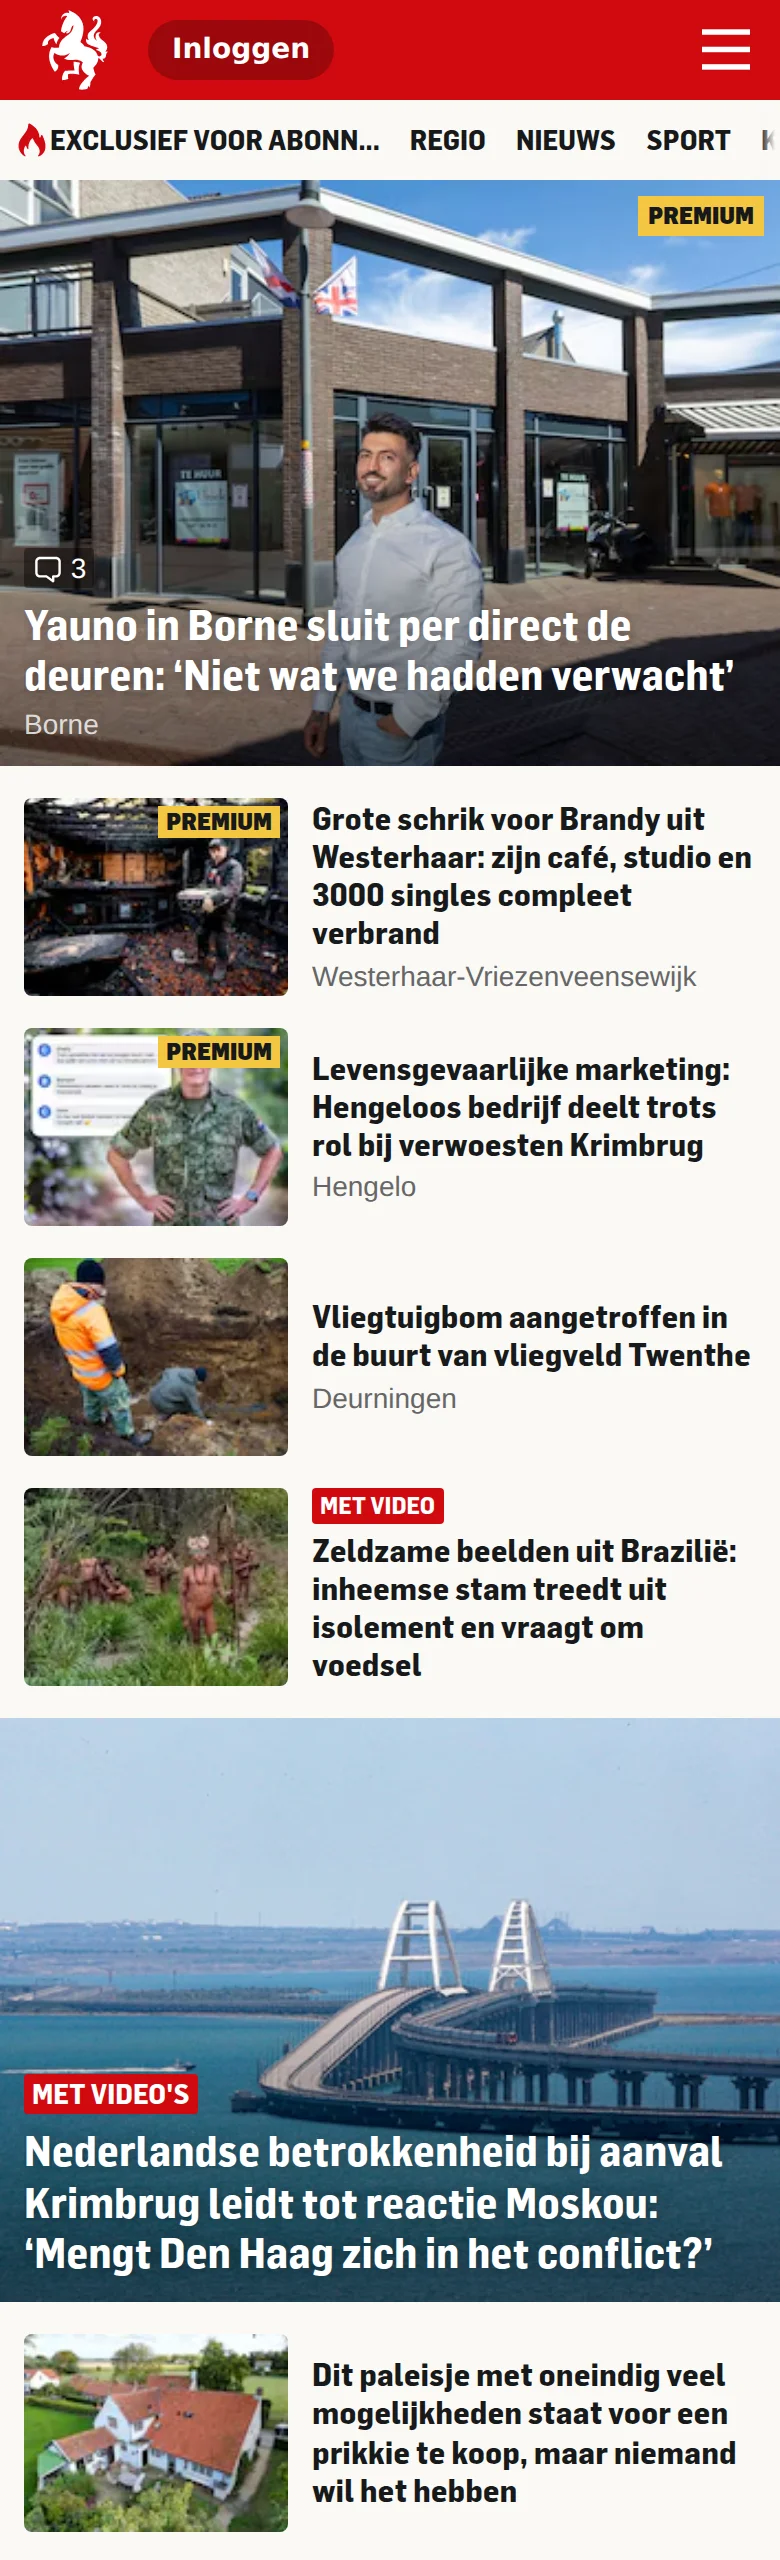 Inloggen
EXCLUSIEF VOOR ABONN... REGIO NIEUWS SPORT K
PREMIUM
TE HUUR
TE HUUR
3
Yauno in Borne sluit per direct de
deuren: ‘Niet wat we hadden verwacht’
Borne
PREMIUM
Grote schrik voor Brandy uit
Westerhaar: zijn café, studio en
3000 singles compleet
verbrand
Westerhaar-Vriezenveensewijk
PREMIUM
Levensgevaarlijke marketing:
Hengeloos bedrijf deelt trots
rol bij verwoesten Krimbrug
Hengelo
Vliegtuigbom aangetroffen in
de buurt van vliegveld Twenthe
Deurningen
MET VIDEO
Zeldzame beelden uit Brazilië:
inheemse stam treedt uit
isolement en vraagt om
voedsel
MET VIDEO'S
Nederlandse betrokkenheid bij aanval
Krimbrug leidt tot reactie Moskou:
‘Mengt Den Haag zich in het conflict?’
Dit paleisje met oneindig veel
mogelijkheden staat voor een
prikkie te koop, maar niemand
wil het hebben